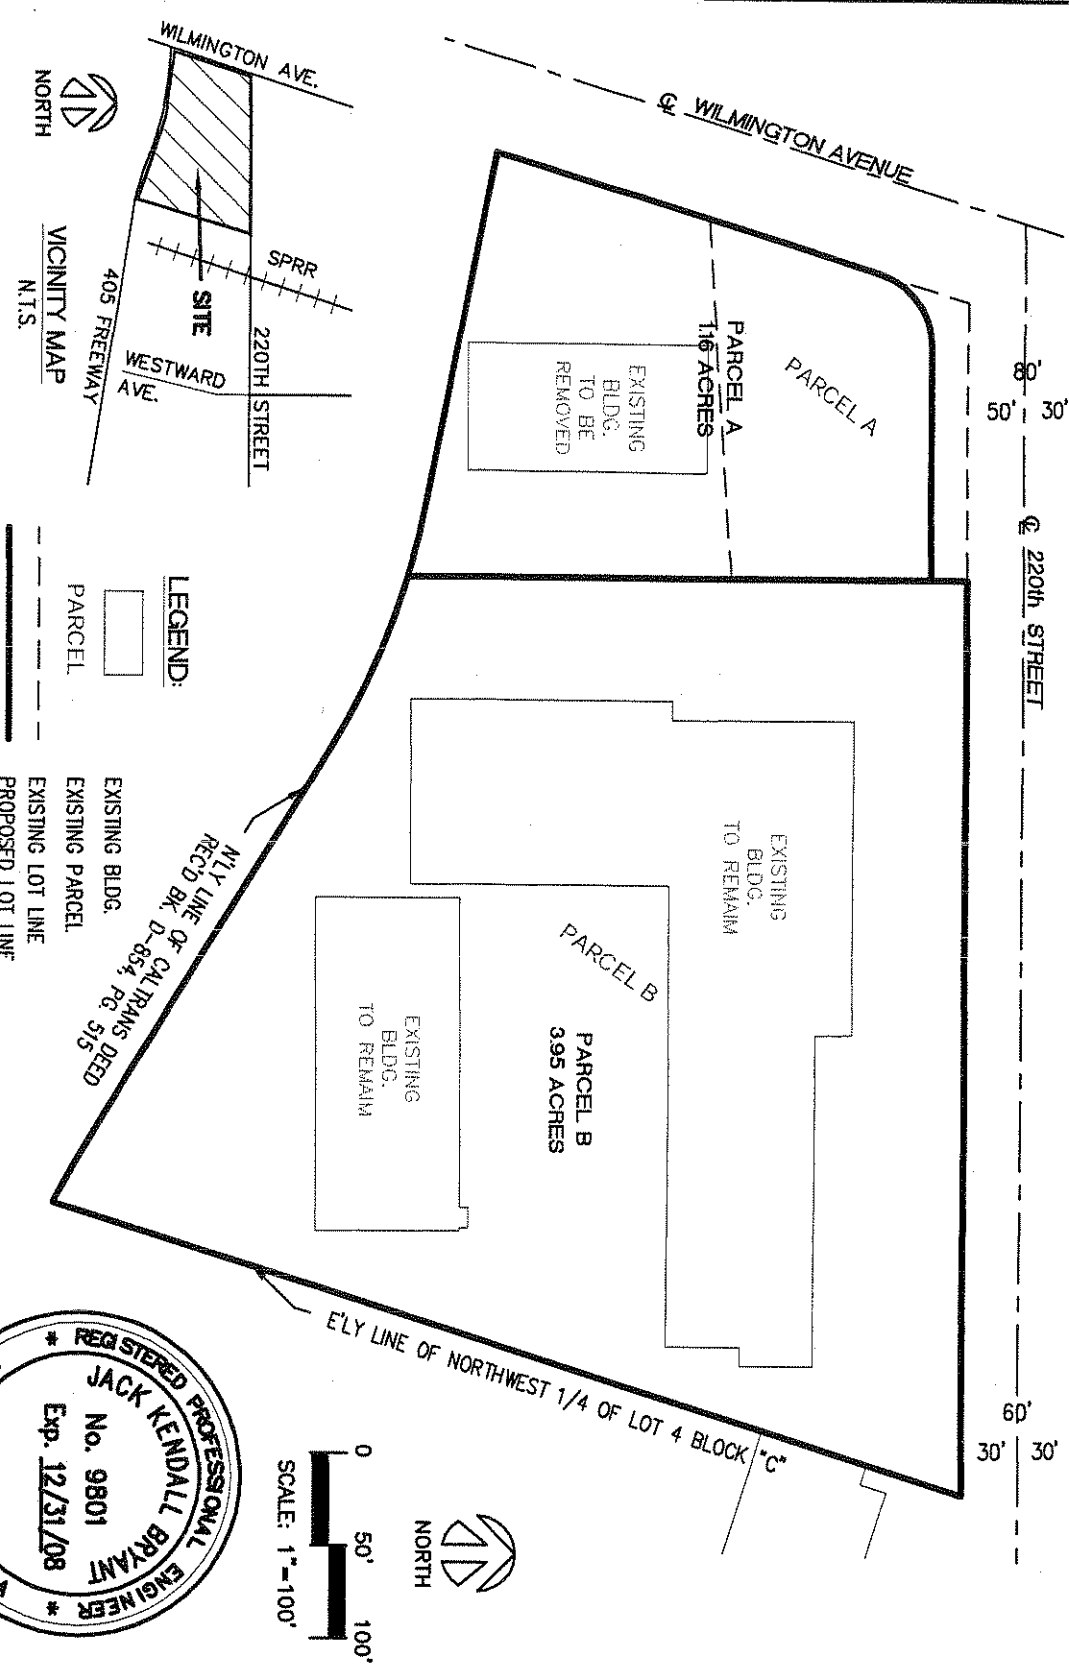 WILMINGTON AVE.
NORTH
SPRR
SITE
220TH STREET
WESTWARD
AVE.
405 FREEWAY
VICINITY MAP
N.T.S.
℄ WILMINGTON AVENUE
80'
50' 30'
℄ 220th STREET
PARCEL A
PARCEL A
1.16 ACRES
EXISTING
BLDG.
TO BE
REMOVED
EXISTING
BLDG.
TO REMAIM
PARCEL B
PARCEL B
3.95 ACRES
EXISTING
BLDG.
TO REMAIM
N'LY LINE OF CALTRANS DEED
REC'D BK. D-854, PG. 515
E'LY LINE OF NORTHWEST 1/4 OF LOT 4 BLOCK "C"
60'
30' 30'
LEGEND:
EXISTING BLDG.
PARCEL EXISTING PARCEL
EXISTING LOT LINE
PROPOSED LOT LINE
NORTH
0 50' 100'
SCALE: 1"=100'
* REGISTERED PROFESSIONAL ENGINEER *
JACK KENDALL BRYANT
No. 9801
Exp. 12/31/08